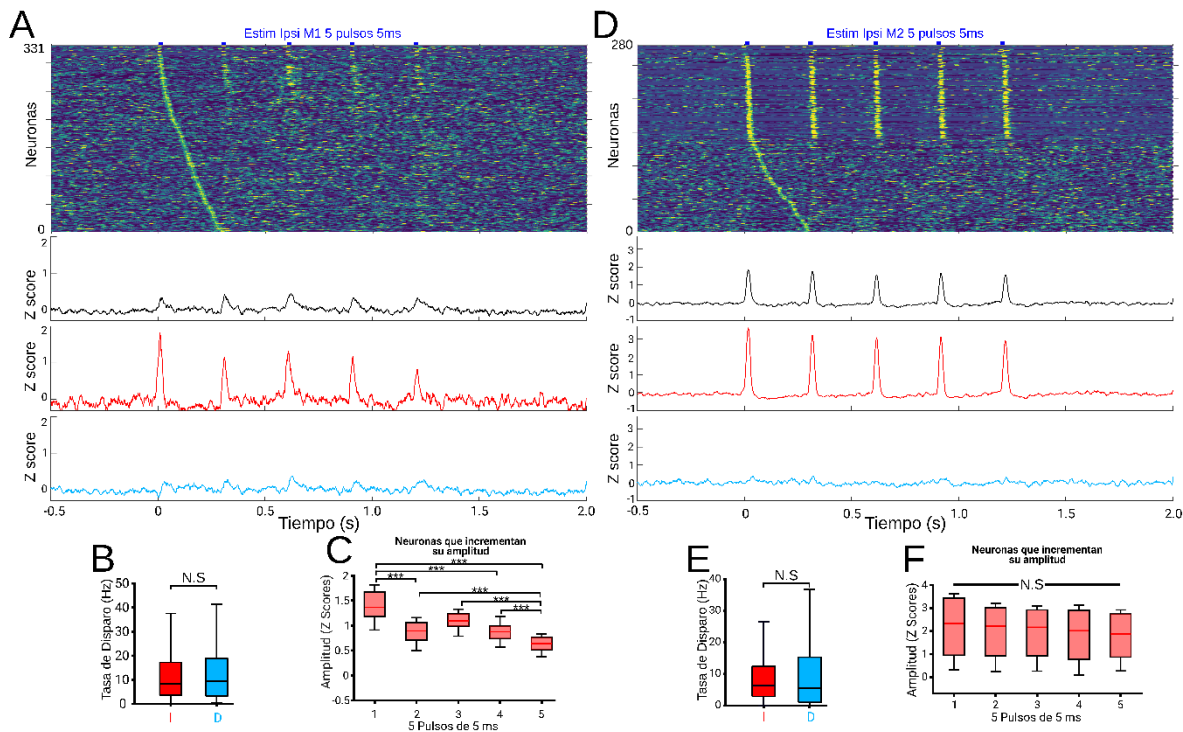 A
Estim Ipsi M1 5 pulsos 5ms
331
Neuronas
0
2
Z score
1
0
2
Z score
1
0
2
Z score
1
0
-0.5
0
0.5
1.0
1.5
2.0
Tiempo (s)
B
N.S
Tasa de Disparo (Hz)
50
40
30
20
10
0
I
D
C
Neuronas que incrementan
su amplitud
***
***
***
***
***
***
Amplitud (Z Scores)
2
1.5
1
0.5
0
-0.5
1
2
3
4
5
5 Pulsos de 5 ms
D
Estim Ipsi M2 5 pulsos 5ms
280
Neuronas
0
Z score
3
2
1
0
-1
Z score
3
2
1
0
-1
Z score
3
2
1
0
-1
-0.5
0
0.5
1.0
1.5
2.0
Tiempo (s)
E
N.S
Tasa de Disparo (Hz)
40
30
20
10
0
I
D
F
Neuronas que incrementan
su amplitud
N.S
Amplitud (Z Scores)
4
3
2
1
0
1
2
3
4
5
5 Pulsos de 5 ms